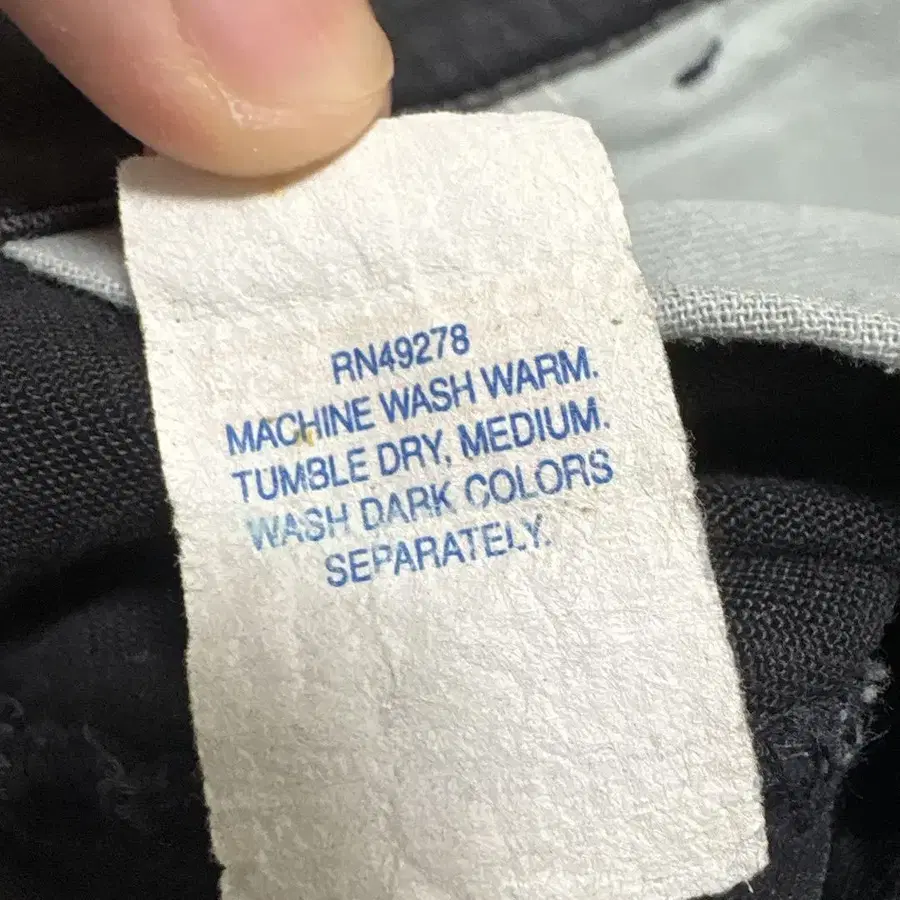 RN49278
MACHINE WASH WARM.
TUMBLE DRY, MEDIUM.
WASH DARK COLORS
SEPARATELY.